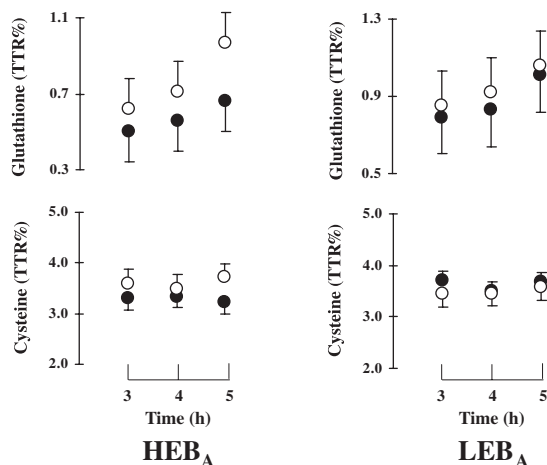 Glutathione (TTR%)
1.1
0.7
0.3
Glutathione (TTR%)
1.3
0.9
0.5
Cysteine (TTR%)
5.0
4.0
3.0
2.0
Cysteine (TTR%)
5.0
4.0
3.0
2.0
3 4 5
Time (h)
HEB_A
3 4 5
Time (h)
LEB_A